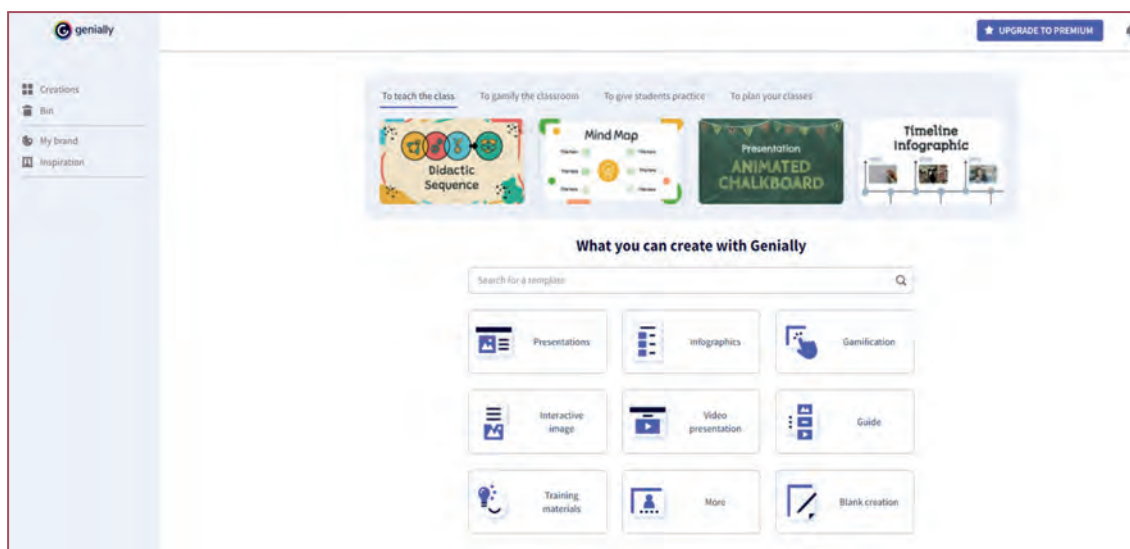 genially
UPGRADE TO PREMIUM
Creations
Bin
My brand
Inspiration
To teach the class
To gamify the classroom
To give students practice
To plan your classes
Didactic
Sequence
Mind Map
Presentation
ANIMATED
CHALKBOARD
Timeline
Infographic
What you can create with Genially
Search for a template
Presentations
Infographics
Gamification
Interactive
image
Video
presentation
Guide
Training
materials
More
Blank creation